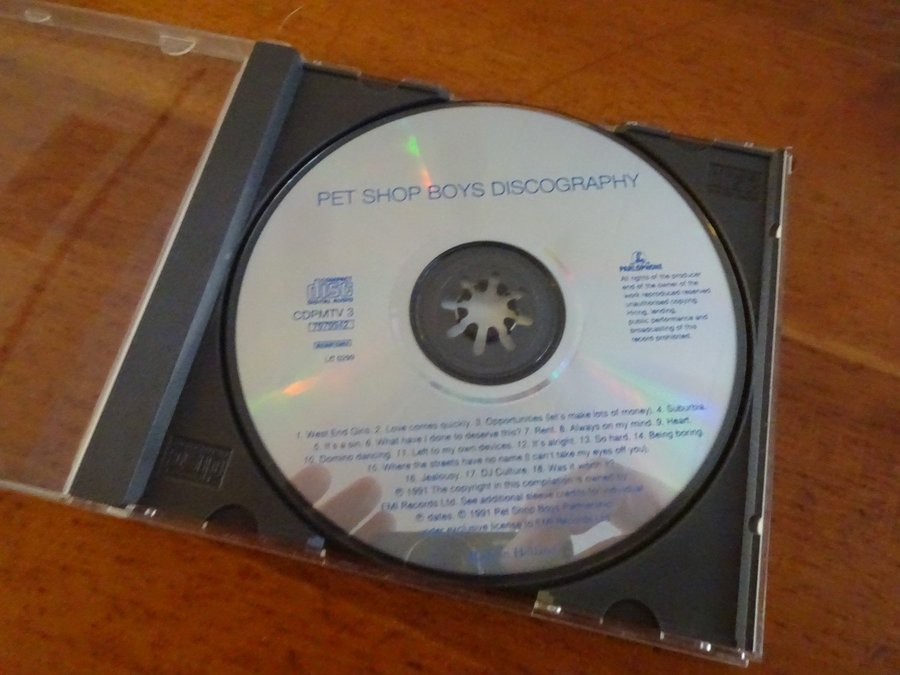 PET SHOP BOYS DISCOGRAPHY
COMPACT
disc
DIGITAL AUDIO
CDPMTV 3
7979942
LC 0299
PARLOPHONE
All rights of the producer
and of the owner of the
work reproduced reserved
unauthorised copying
hiring, lending,
public performance and
broadcasting of this
record prohibited.
1. West End Girls. 2. Love comes quickly. 3. Opportunities (let's make lots of money). 4. Suburbia.
5. It's a sin. 6. What have i done to deserve this? 7. Rent. 8. Always on my mind. 9. Heart.
10. Domino dancing. 11. Left to my own devices. 12. It's alright. 13. So hard. 14. Being boring.
15. Where the streets have no name (I can't take my eyes off you).
16. Jealousy. 17. DJ Culture. 18. Was it worth it?
℗ 1991 The copyright in this compilation is owned by
EMI Records Ltd. See additional sleeve credits for individual
℗ dates. © 1991 Pet Shop Boys Partnership
under exclusive license to EMI Records Ltd.
in Holland